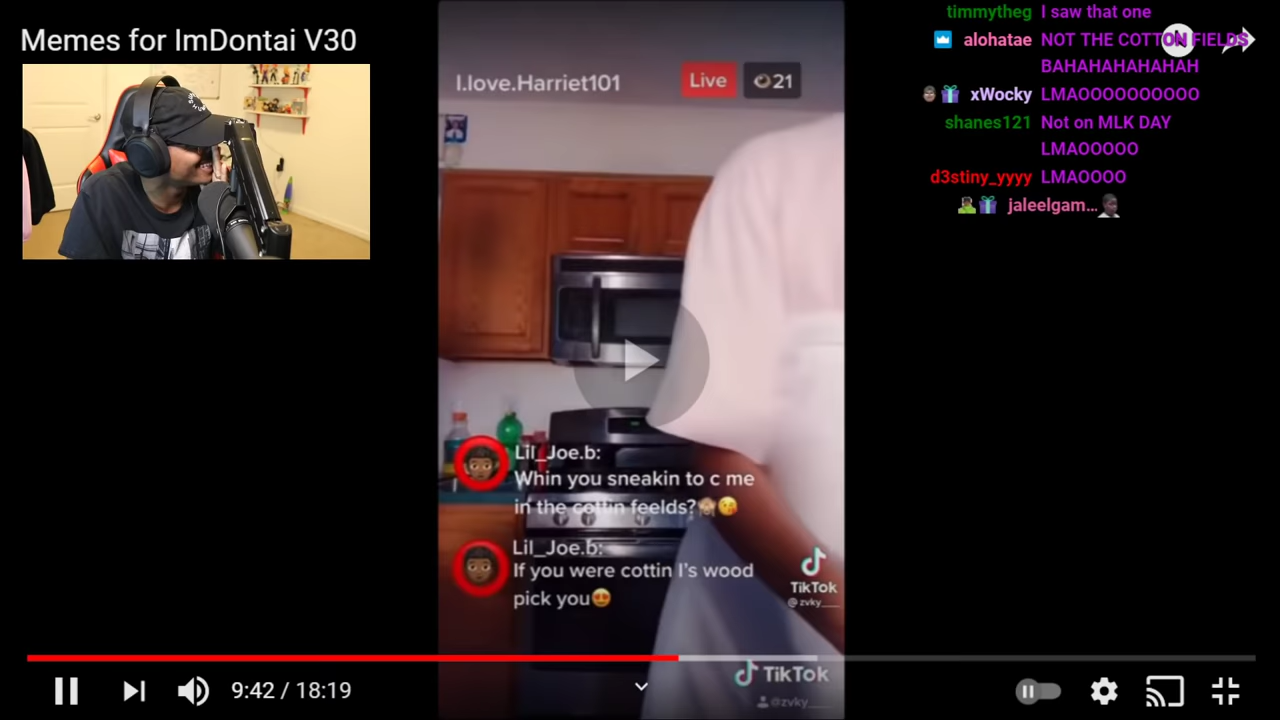 Memes for ImDontai V30
timmytheg I saw that one
alohatae NOT THE COTTON FIELDS
BAHAHAHAHAHAH
xWocky LMAOOOOOOOOOO
shanes121 Not on MLK DAY
LMAOOOOO
d3stiny_yyyy LMAOOOO
jaleelgam...
I.love.Harriet101
Live
21
Lil_Joe.b:
Whin you sneakin to c me
in the cottin feelds?🙈😘
Lil_Joe.b:
If you were cottin I's wood
pick you😍
TikTok
@zvky___
TikTok
@zvky___
9:42 / 18:19